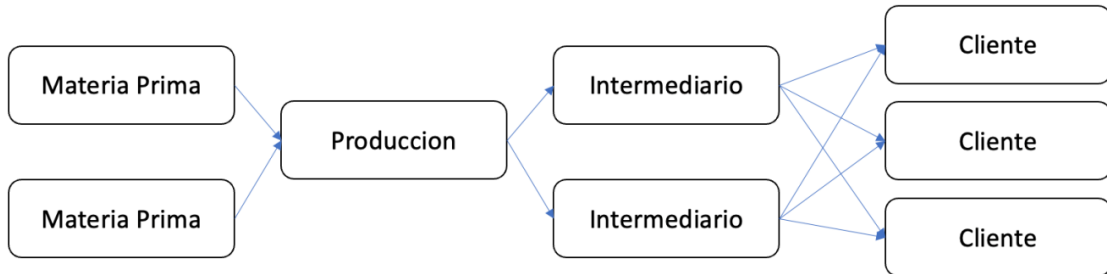 Materia Prima
Materia Prima
Produccion
Intermediario
Intermediario
Cliente
Cliente
Cliente